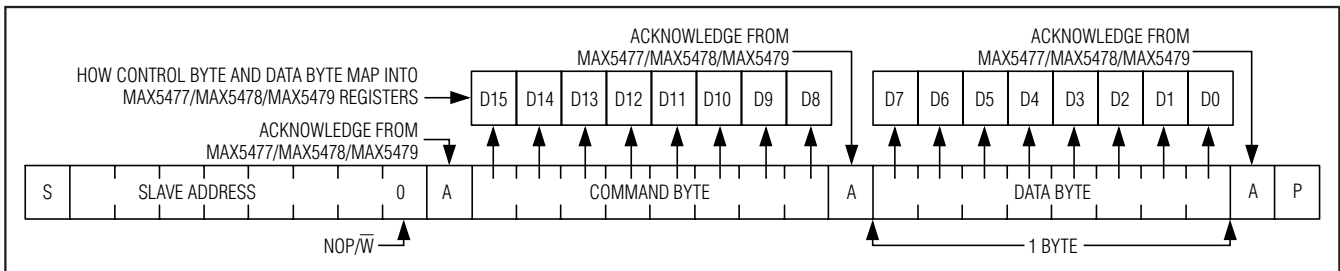 ACKNOWLEDGE FROM
MAX5477/MAX5478/MAX5479
ACKNOWLEDGE FROM
MAX5477/MAX5478/MAX5479
HOW CONTROL BYTE AND DATA BYTE MAP INTO
MAX5477/MAX5478/MAX5479 REGISTERS
D15 D14 D13 D12 D11 D10 D9 D8 D7 D6 D5 D4 D3 D2 D1 D0
ACKNOWLEDGE FROM
MAX5477/MAX5478/MAX5479
S SLAVE ADDRESS 0 A COMMAND BYTE A DATA BYTE A P
NOP/W̅
1 BYTE